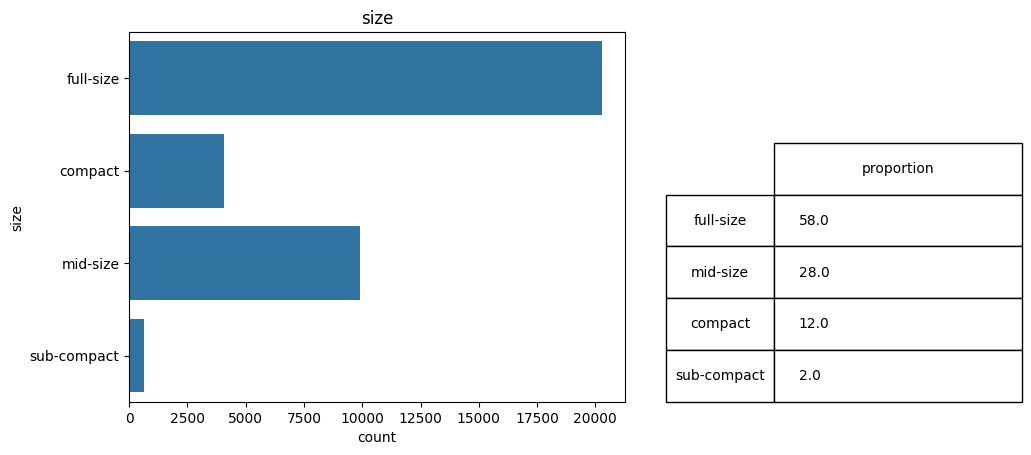 size
size
full-size
compact
mid-size
sub-compact
0 2500 5000 7500 10000 12500 15000 17500 20000
count
proportion
full-size 58.0
mid-size 28.0
compact 12.0
sub-compact 2.0